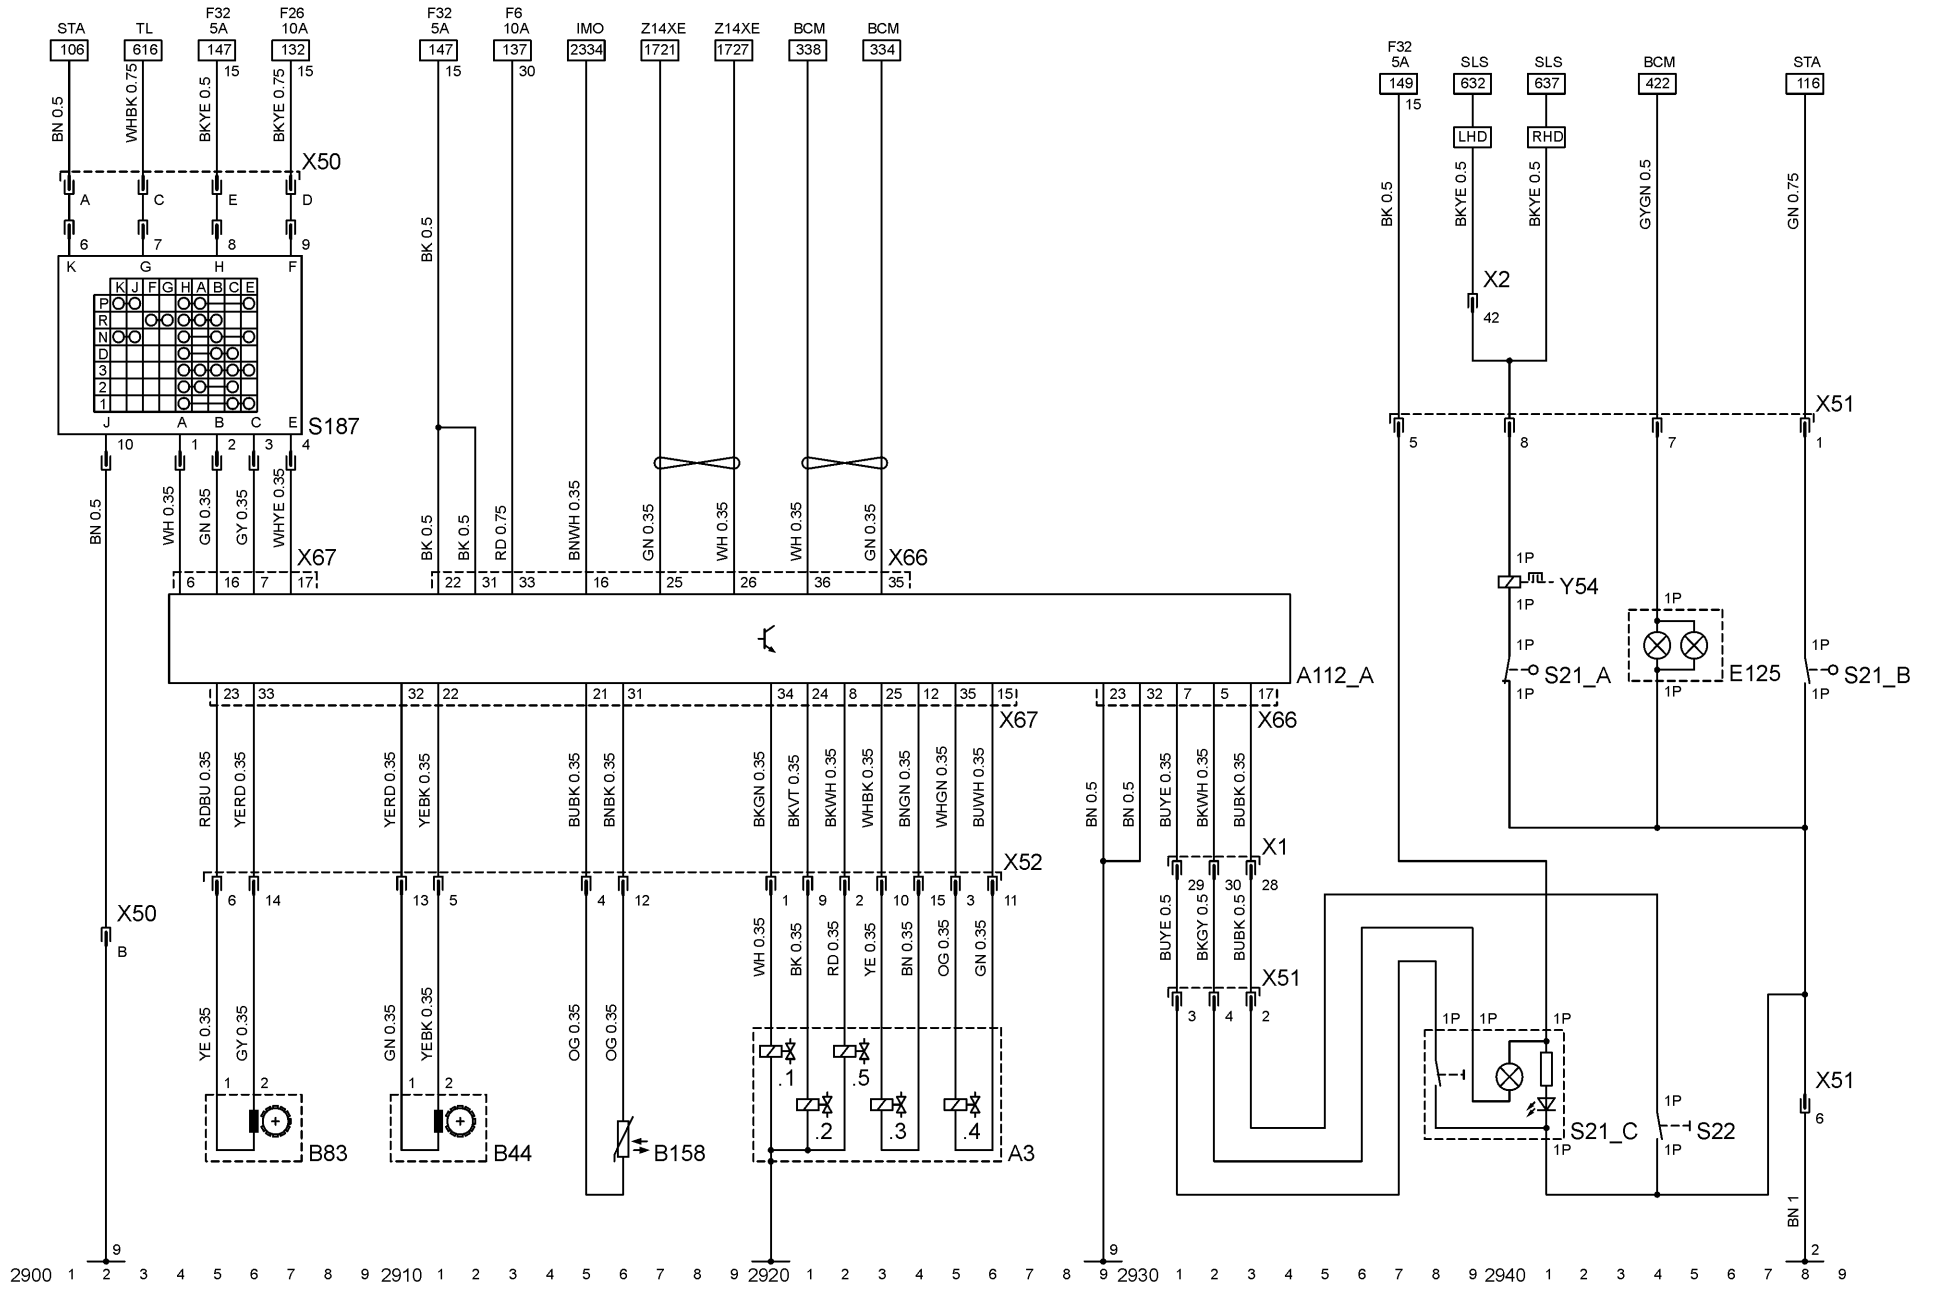 F32 F26 F32 F6
STA TL 5A 10A 5A 10A IMO Z14XE Z14XE BCM BCM
106 616 147 132 147 137 2334 1721 1727 338 334
15 15 15 30
F32
5A SLS SLS BCM STA
149 632 637 422 116
15
LHD RHD
BN 0.5 WHBK 0.75 BKYE 0.5 BKYE 0.75
BK 0.5 BK 0.5 BKYE 0.5 BKYE 0.5 GYGN 0.5 GN 0.75
X50
A C E D
6 7 8 9
K G H F
K J F G H A B C E
P
R
N
D
3
2
1
J A B C E
S187
10 1 2 3 4
X2
42
X51
5 8 7 1
BN 0.5 WH 0.35 GN 0.35 GY 0.35 WHYE 0.35
BK 0.5 BK 0.5 RD 0.75 BNWH 0.35 GN 0.35 WH 0.35 WH 0.35 GN 0.35
X67 X66
6 16 7 17 22 31 33 16 25 26 36 35
1P
Y54
1P
1P
E125
1P
1P
S21_A
1P
1P
S21_B
1P
A112_A
23 33 32 22 21 31 34 24 8 25 12 35 15 23 32 7 5 17
X67 X66
RDBU 0.35 YERD 0.35 YERD 0.35 YEBK 0.35 BUBK 0.35 BNBK 0.35 BKGN 0.35 BKVT 0.35 BKWH 0.35 WHBK 0.35 BNGN 0.35 WHGN 0.35 BUWH 0.35
BN 0.5 BN 0.5 BUYE 0.35 BKWH 0.35 BUBK 0.35
X52 X1
6 14 13 5 4 12 1 9 2 10 15 3 11 29 30 28
X50
B
YE 0.35 GY 0.35 GN 0.35 YEBK 0.35 OG 0.35 OG 0.35 WH 0.35 BK 0.35 RD 0.35 YE 0.35 BN 0.35 OG 0.35 GN 0.35
BUYE 0.5 BKGY 0.5 BUBK 0.5
X51
3 4 2
1 2 1 2
.1 .5
.2 .3 .4
B83 B44 B158 A3
1P 1P 1P
S21_C
1P
1P
S22
1P
X51
6
BN 1
9 9 2
2900 1 2 3 4 5 6 7 8 9 2910 1 2 3 4 5 6 7 8 9 2920 1 2 3 4 5 6 7 8 9 2930 1 2 3 4 5 6 7 8 9 2940 1 2 3 4 5 6 7 8 9